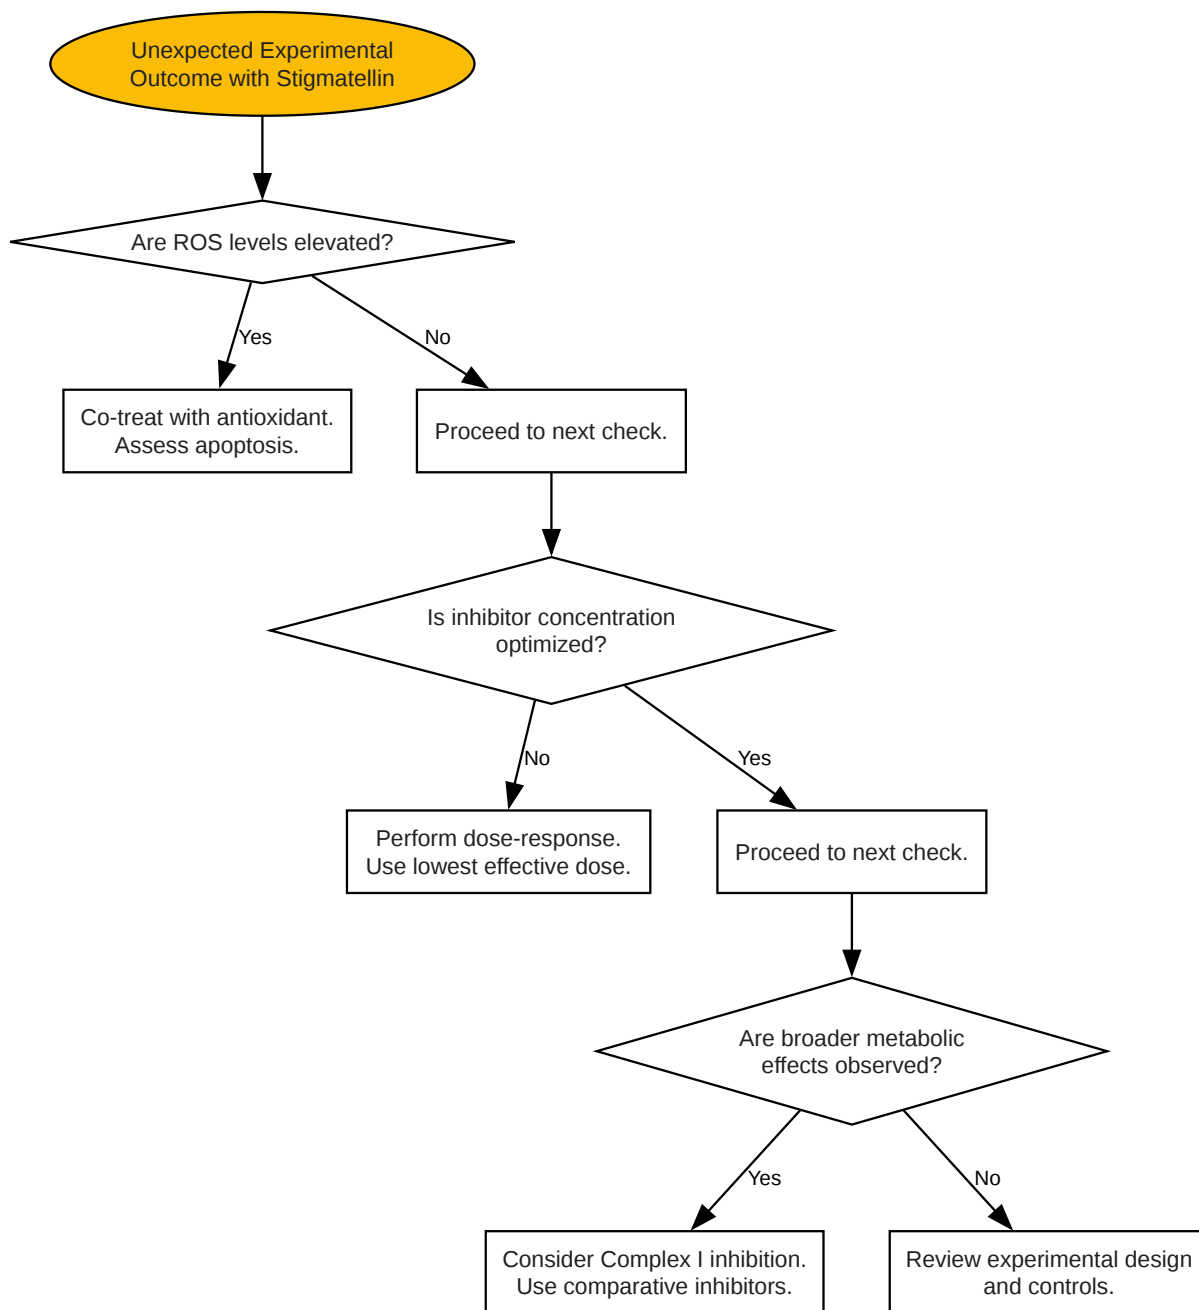 Unexpected Experimental
Outcome with Stigmatellin
Are ROS levels elevated?
Yes
No
Co-treat with antioxidant.
Assess apoptosis.
Proceed to next check.
Is inhibitor concentration
optimized?
No
Yes
Perform dose-response.
Use lowest effective dose.
Proceed to next check.
Are broader metabolic
effects observed?
Yes
No
Consider Complex I inhibition.
Use comparative inhibitors.
Review experimental design
and controls.